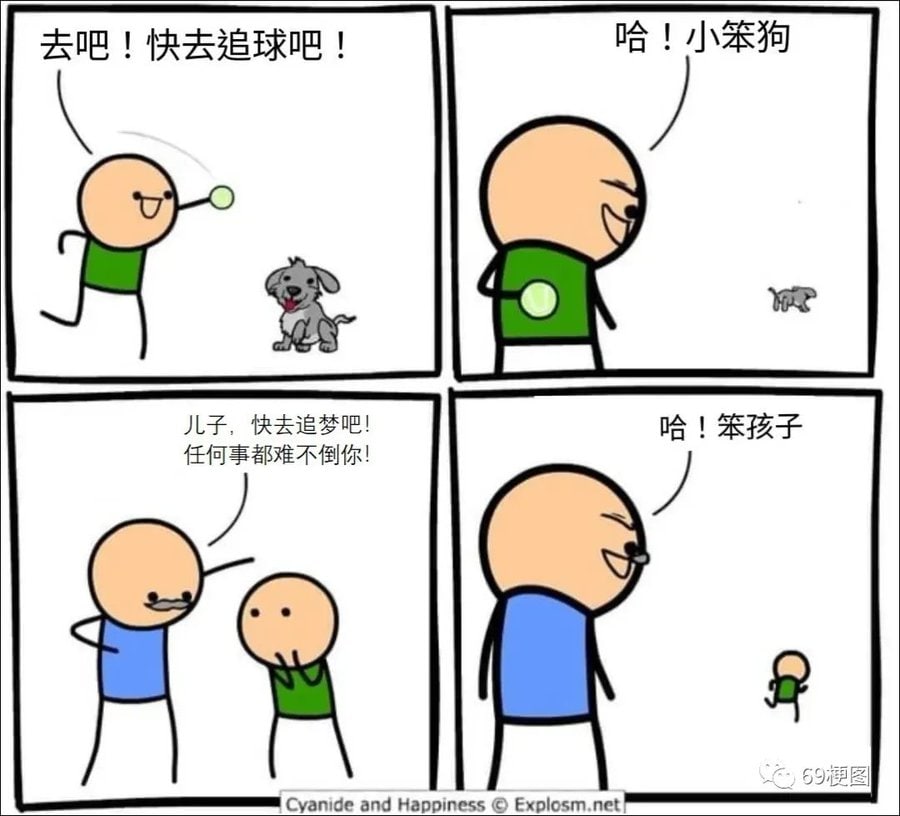 去吧！快去追球吧！
哈！小笨狗
儿子，快去追梦吧！
任何事都难不倒你！
哈！笨孩子
69梗图
Cyanide and Happiness © Explosm.net